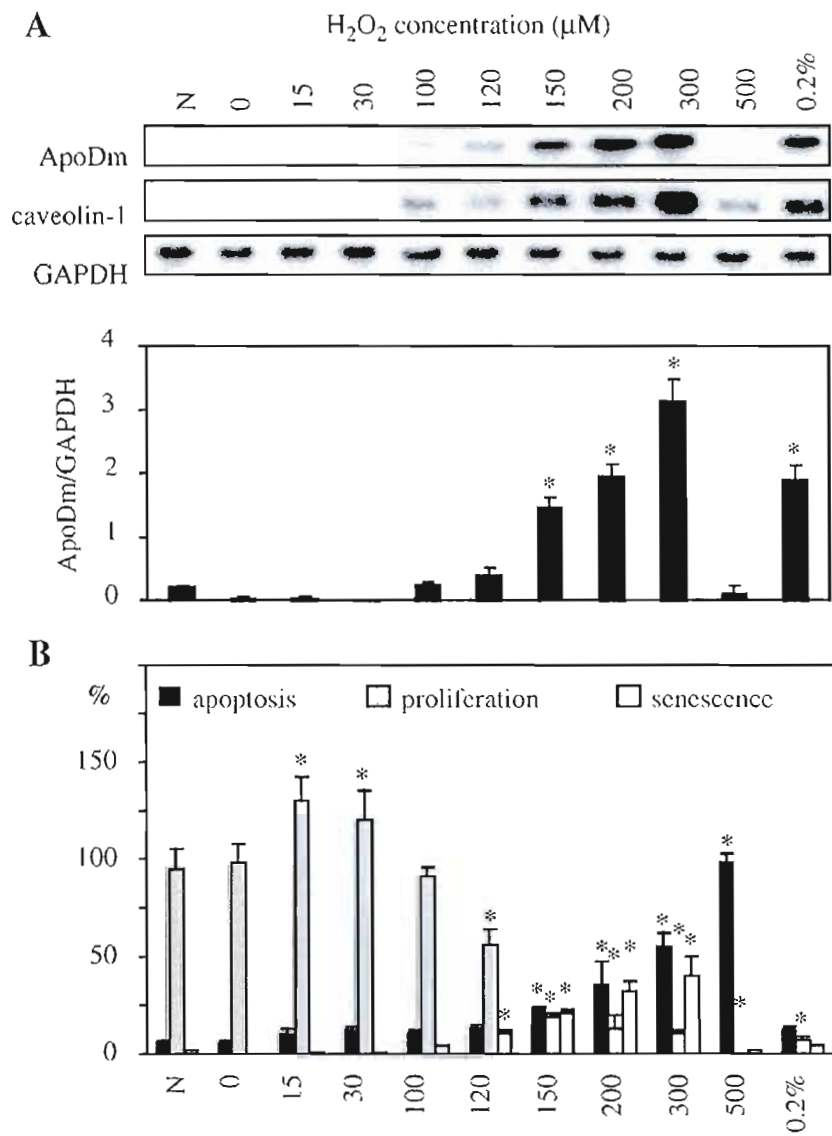 A
H₂O₂ concentration (µM)
N 0 15 30 100 120 150 200 300 500 0.2%
ApoDm
caveolin-1
GAPDH
ApoDm/GAPDH
4
3
2
1
0
* * * *
B
% apoptosis proliferation senescence
150
100
50
0
* * * * * * * * * * * * * * * * *
N 0 15 30 100 120 150 200 300 500 0.2%